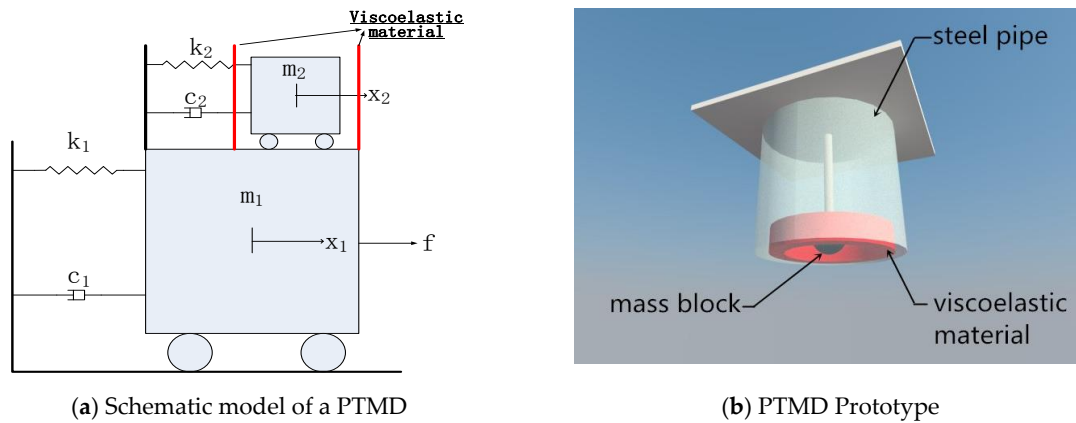 Viscoelastic
material
k₂
m₂
c₂
x₂
k₁
m₁
x₁
f
c₁
(a) Schematic model of a PTMD
steel pipe
mass block
viscoelastic
material
(b) PTMD Prototype